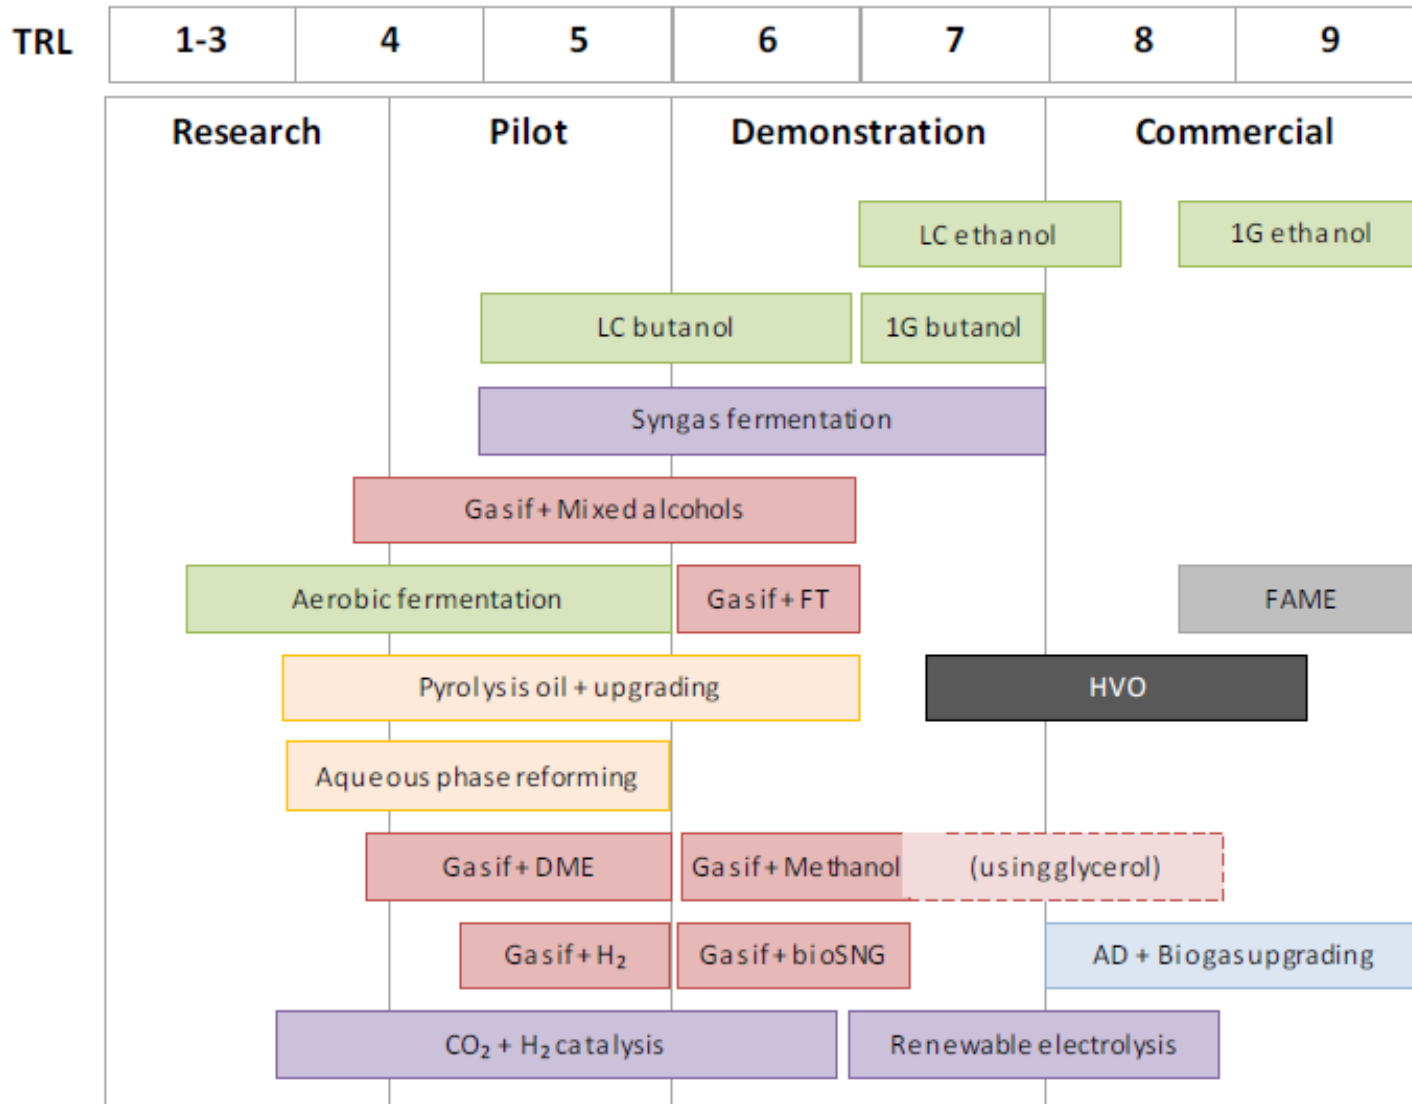 TRL 1-3 4 5 6 7 8 9
Research Pilot Demonstration Commercial
LC ethanol 1G ethanol
LC butanol 1G butanol
Syngas fermentation
Gasif + Mixed alcohols
Aerobic fermentation Gasif + FT FAME
Pyrolysis oil + upgrading HVO
Aqueous phase reforming
Gasif + DME Gasif + Methanol (using glycerol)
Gasif + H₂ Gasif + bioSNG AD + Biogas upgrading
CO₂ + H₂ catalysis Renewable electrolysis